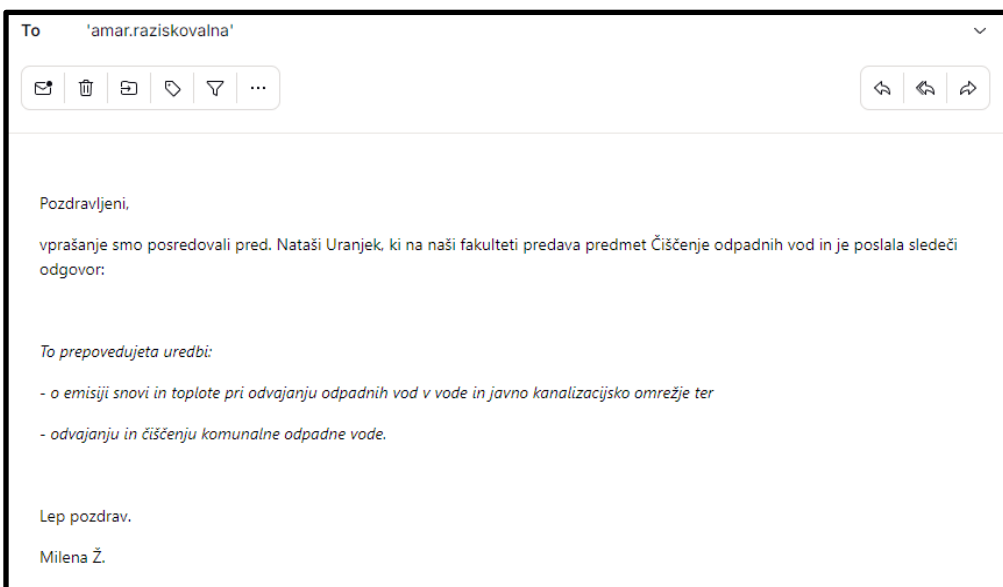 To 'amar.raziskovalna'
Pozdravljeni,
vprašanje smo posredovali pred. Nataši Uranjek, ki na naši fakulteti predava predmet Čiščenje odpadnih vod in je poslala sledeči
odgovor:
To prepovedujeta uredbi:
- o emisiji snovi in toplote pri odvajanju odpadnih vod v vode in javno kanalizacijsko omrežje ter
- odvajanju in čiščenju komunalne odpadne vode.
Lep pozdrav.
Milena Ž.